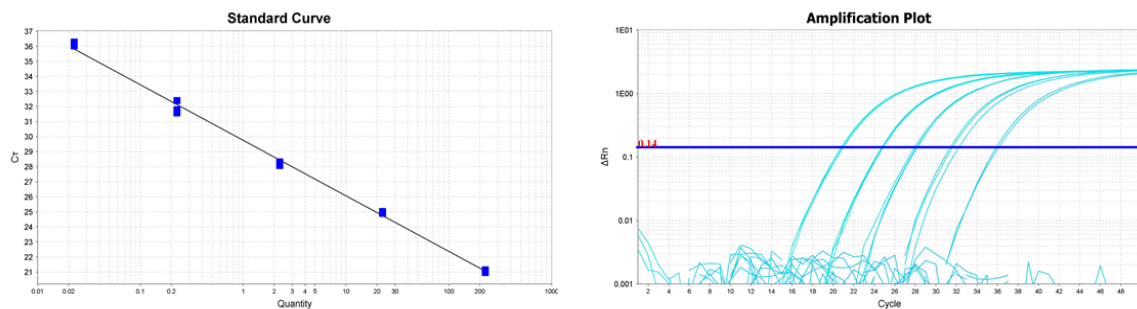 Standard Curve
37
36
35
34
33
32
31
30
29
28
27
26
25
24
23
22
21
Cт
0.01 0.02 0.1 0.2 1 2 3 4 5 10 20 30 100 200 1000
Quantity
Amplification Plot
1E01
1E00
0.1
0.01
0.001
0.14
ΔRn
2 4 6 8 10 12 14 16 18 20 22 24 26 28 30 32 34 36 38 40 42 44 46 48
Cycle